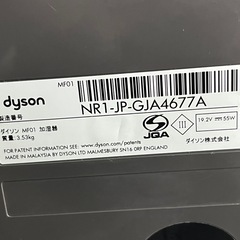 MF01
dyson
製造番号
NR1-JP-GJA4677A
ダイソン MF01 加湿器
質量: 3.53kg
JQA
19.2V 55W
ダイソン株式会社
FOR PATENT INFORMATION SEE: www.dyson.com/patents
MADE IN MALAYSIA BY DYSON LTD MALMESBURY SN16 0RP ENGLAND